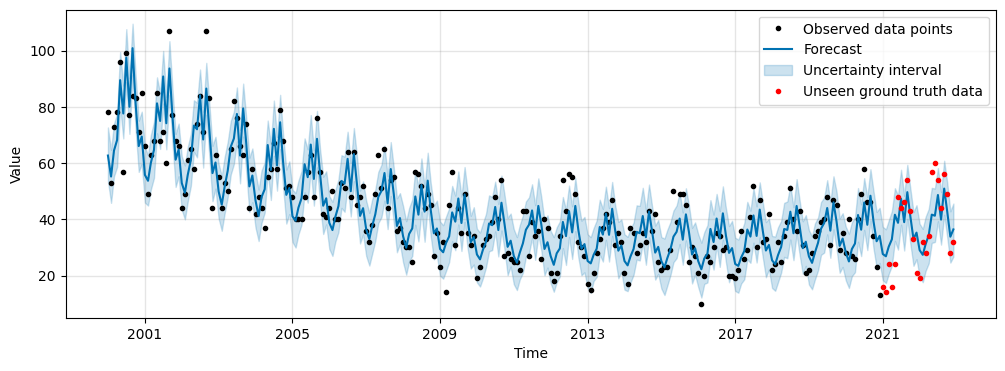 Observed data points
Forecast
Uncertainty interval
Unseen ground truth data
Value
100
80
60
40
20
2001
2005
2009
2013
2017
2021
Time